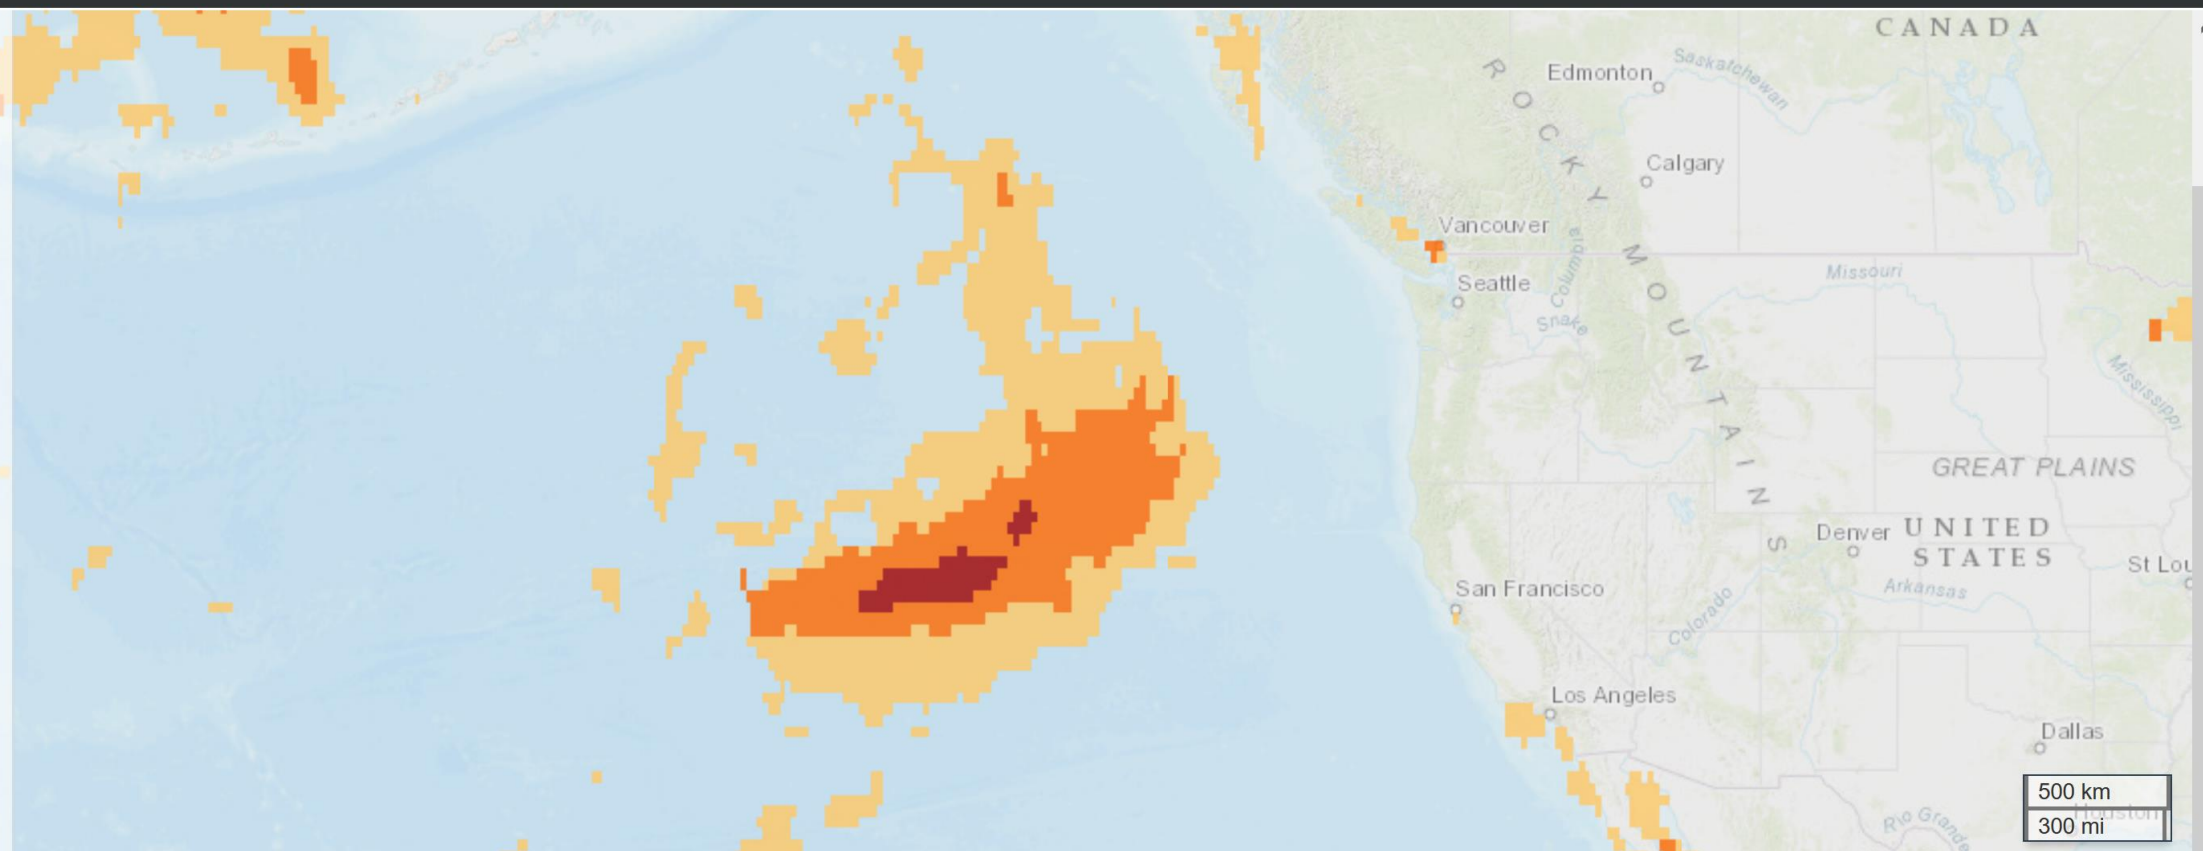 CANADA
Saskatchewan
Edmonton
ROCKY MOUNTAINS
Calgary
Vancouver
Columbia
Missouri
Seattle
Snake
Mississippi
GREAT PLAINS
Denver
UNITED
STATES
St Lou
San Francisco
Arkansas
Colorado
Los Angeles
Dallas
500 km
Houston
300 mi
Rio Grande